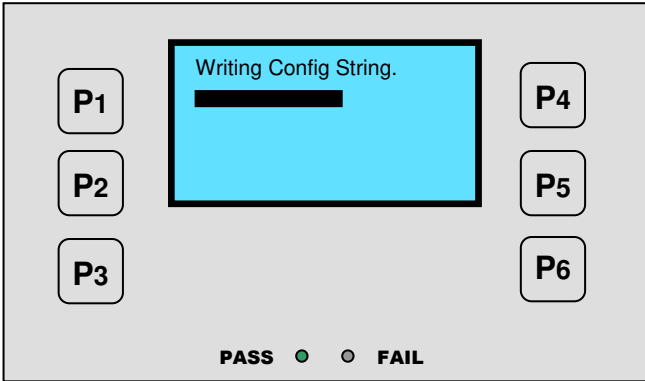 Writing Config String.
P1
P4
P2
P5
P3
P6
PASS FAIL